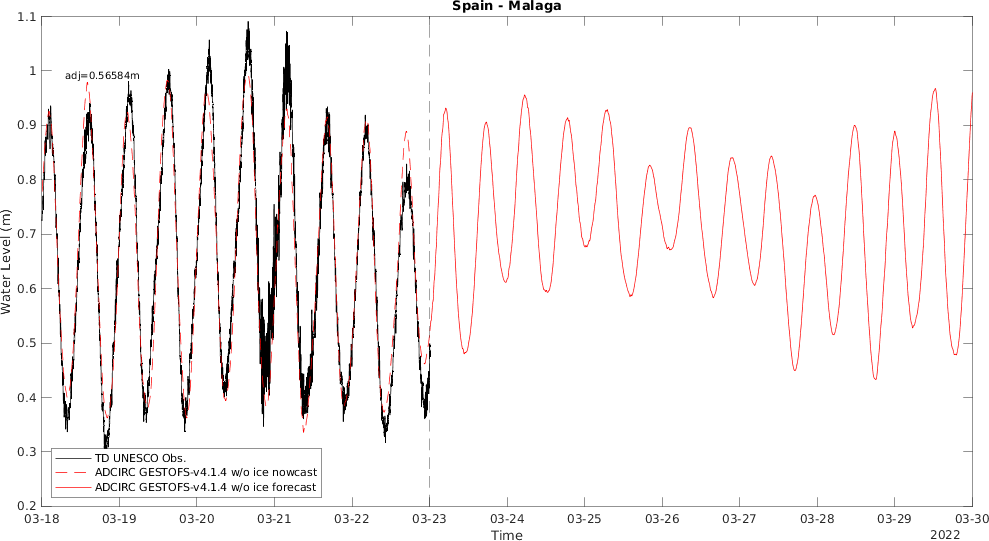 Spain - Malaga
Water Level (m)
1.1
1
0.9
0.8
0.7
0.6
0.5
0.4
0.3
0.2
adj=0.56584m
TD UNESCO Obs.
ADCIRC GESTOFS-v4.1.4 w/o ice nowcast
ADCIRC GESTOFS-v4.1.4 w/o ice forecast
03-18 03-19 03-20 03-21 03-22 03-23 03-24 03-25 03-26 03-27 03-28 03-29 03-30
Time
2022